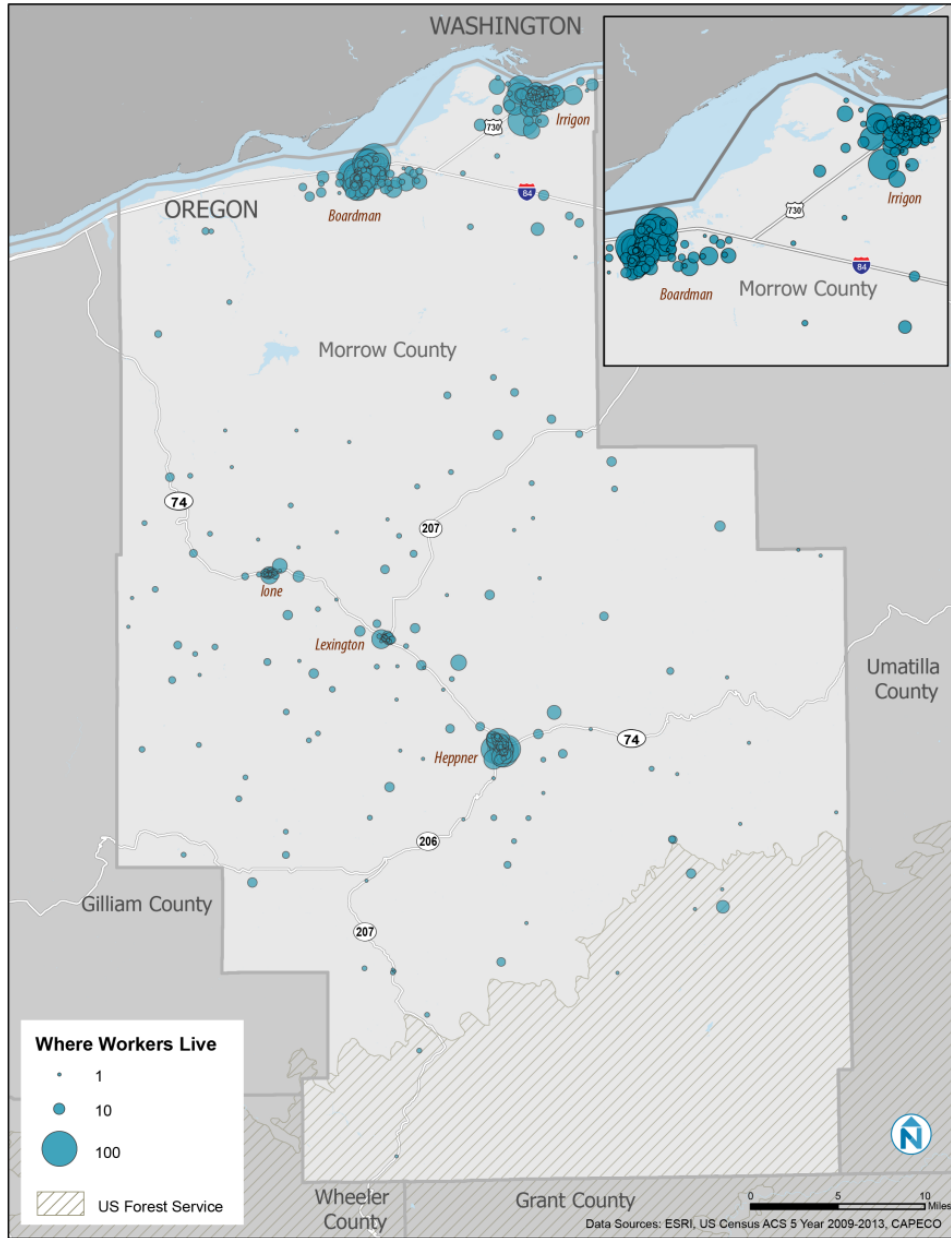 WASHINGTON
Irrigon
730
84
Boardman
OREGON
Morrow County
Irrigon
730
84
Boardman
Morrow County
74
207
Ione
Lexington
Umatilla
County
74
Heppner
206
Gilliam County
207
Where Workers Live
1
10
100
US Forest Service
N
Wheeler
County
Grant County
0 5 10
Miles
Data Sources: ESRI, US Census ACS 5 Year 2009-2013, CAPECO